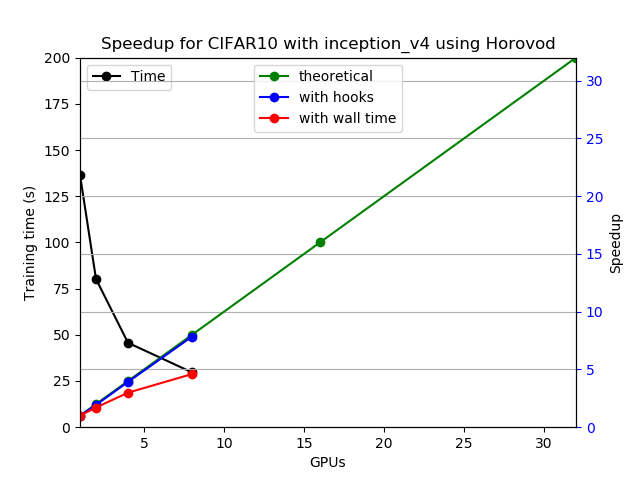 Speedup for CIFAR10 with inception_v4 using Horovod
Time
theoretical
with hooks
with wall time
Training time (s)
200
175
150
125
100
75
50
25
0
30
25
20
15
10
5
0
Speedup
5
10
15
20
25
30
GPUs